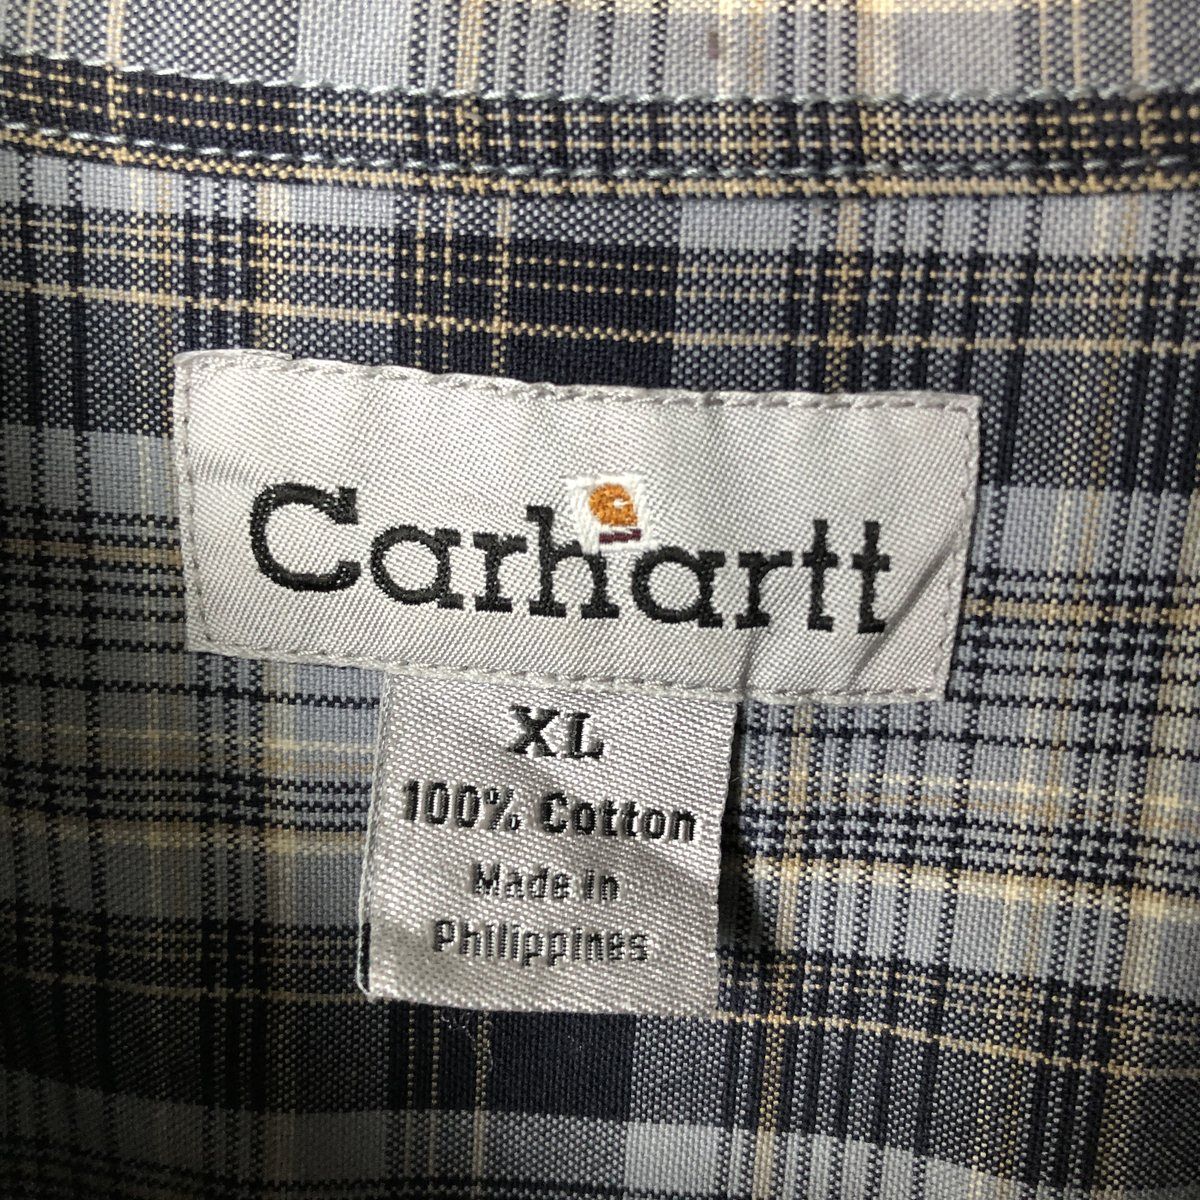 Carhartt
XL
100% Cotton
Made in
Philippines